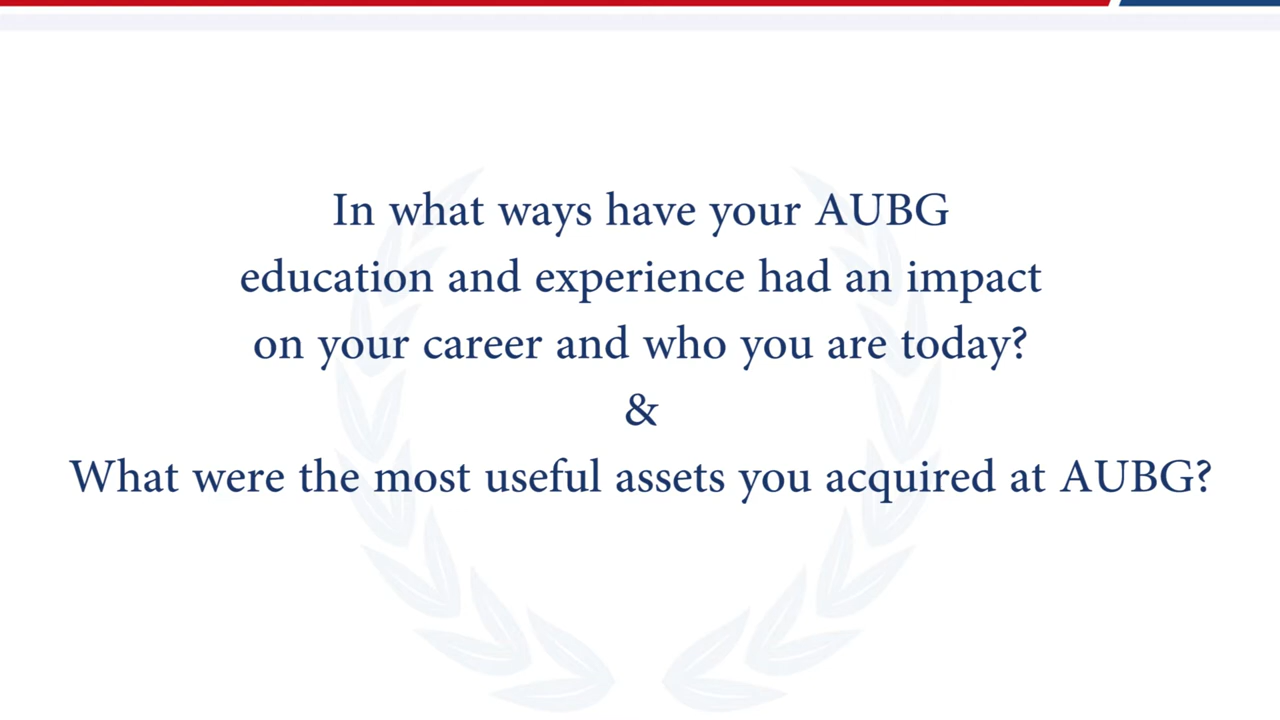 In what ways have your AUBG
education and experience had an impact
on your career and who you are today?
&
What were the most useful assets you acquired at AUBG?